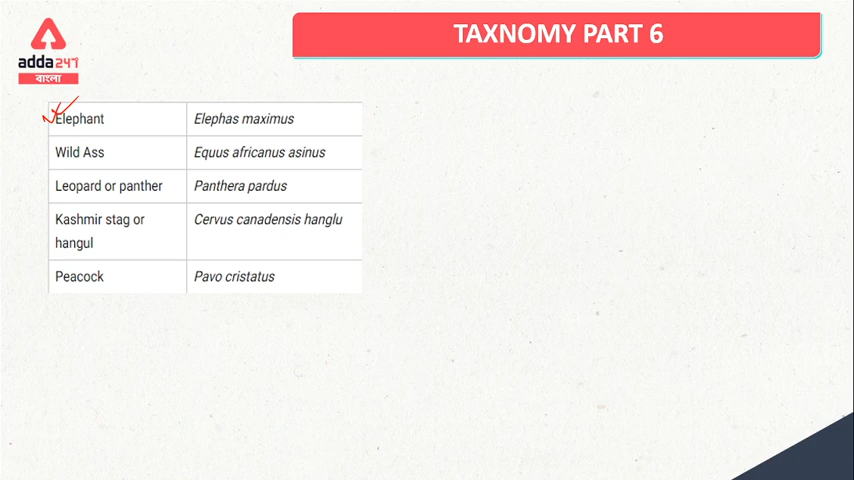 TAXNOMY PART 6
adda247
বাংলা
Elephant Elephas maximus
Wild Ass Equus africanus asinus
Leopard or panther Panthera pardus
Kashmir stag or Cervus canadensis hanglu
hangul
Peacock Pavo cristatus